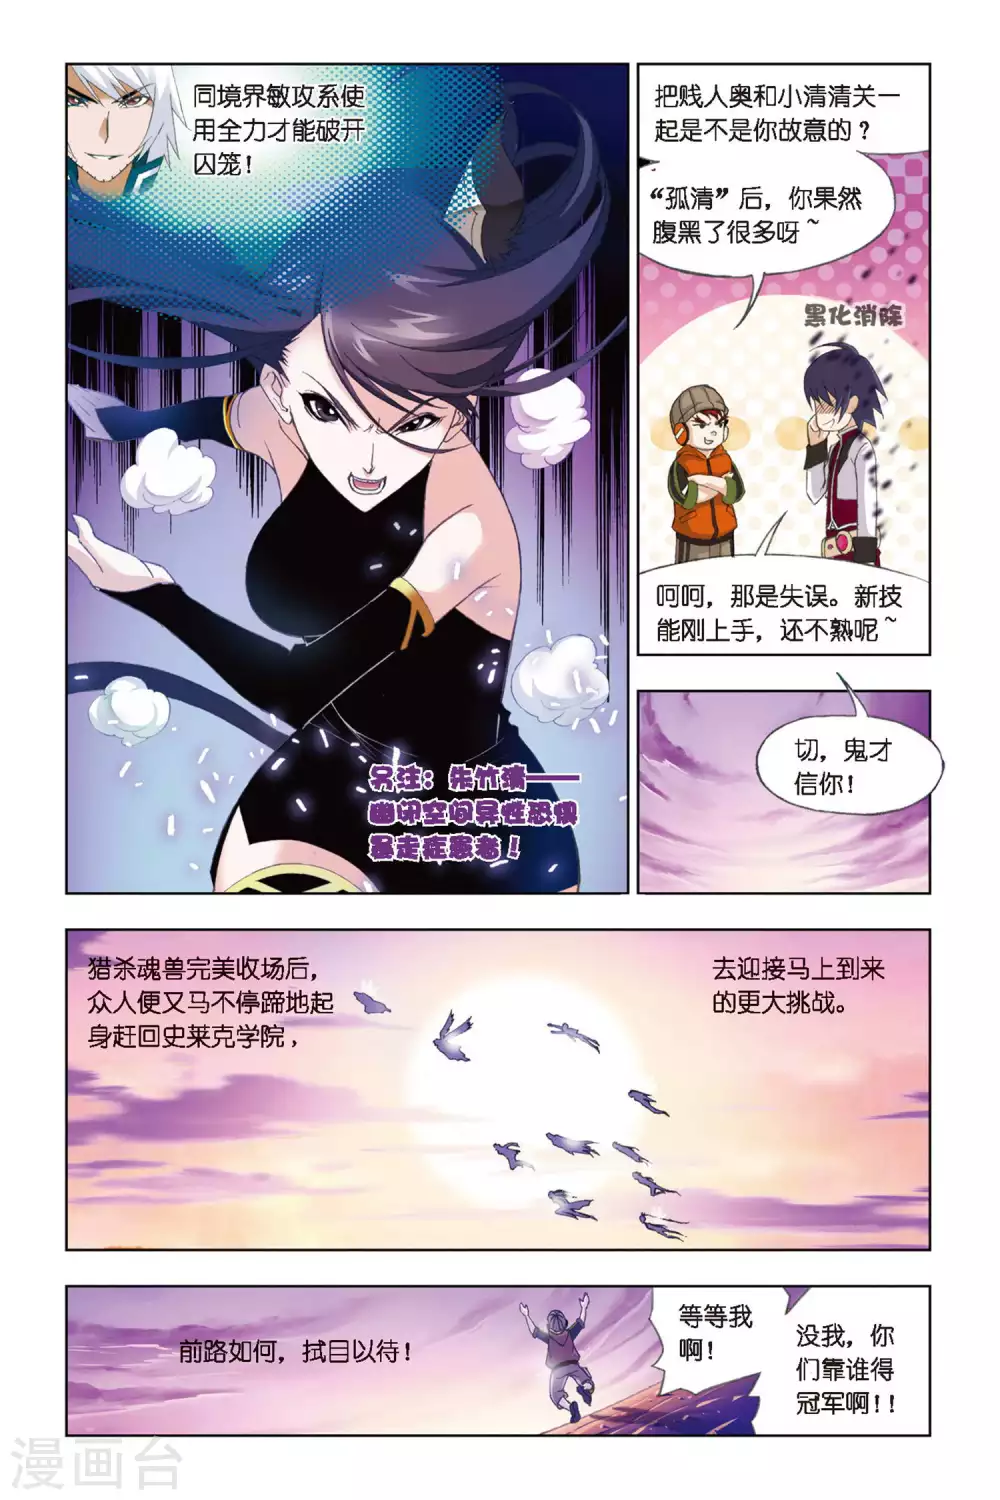 同境界敏攻系使
用全力才能破开
囚笼！
另注：朱竹清——
幽闭空间异性恐惧
暴走症患者！
把贱人奥和小清清关一
起是不是你故意的？
“孤清”后，你果然
腹黑了很多呀~
黑化消除
呵呵，那是失误。新技
能刚上手，还不熟呢~
切，鬼才
信你！
猎杀魂兽完美收场后，
众人便又马不停蹄地起
身赶回史莱克学院，
去迎接马上到来
的更大挑战。
前路如何，拭目以待！
等等我
啊！
没我，你
们靠谁得
冠军啊！！
漫画台